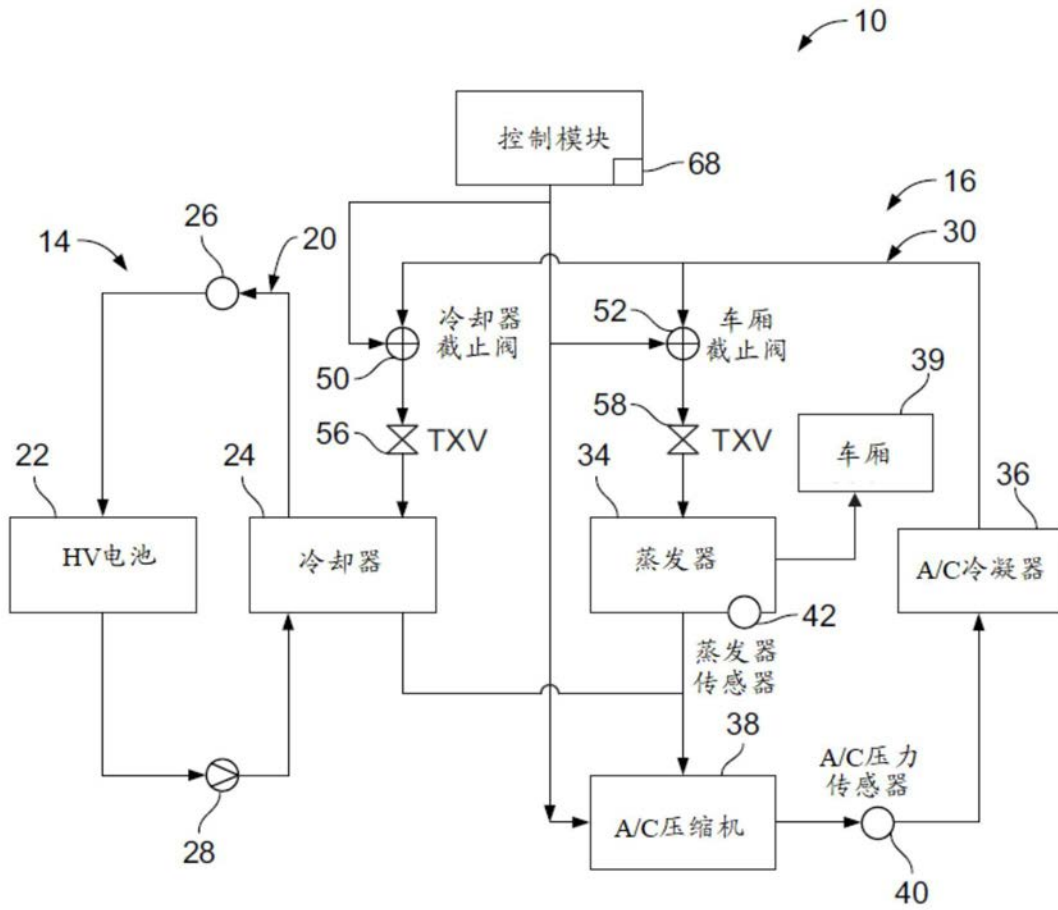 10
控制模块
68
16
30
26
14
20
冷却器
截止阀
50
52
车厢
截止阀
39
车厢
56
TXV
58
TXV
22
24
34
36
HV电池
冷却器
蒸发器
A/C冷凝器
42
蒸发器
传感器
38
A/C压力
传感器
28
A/C压缩机
40